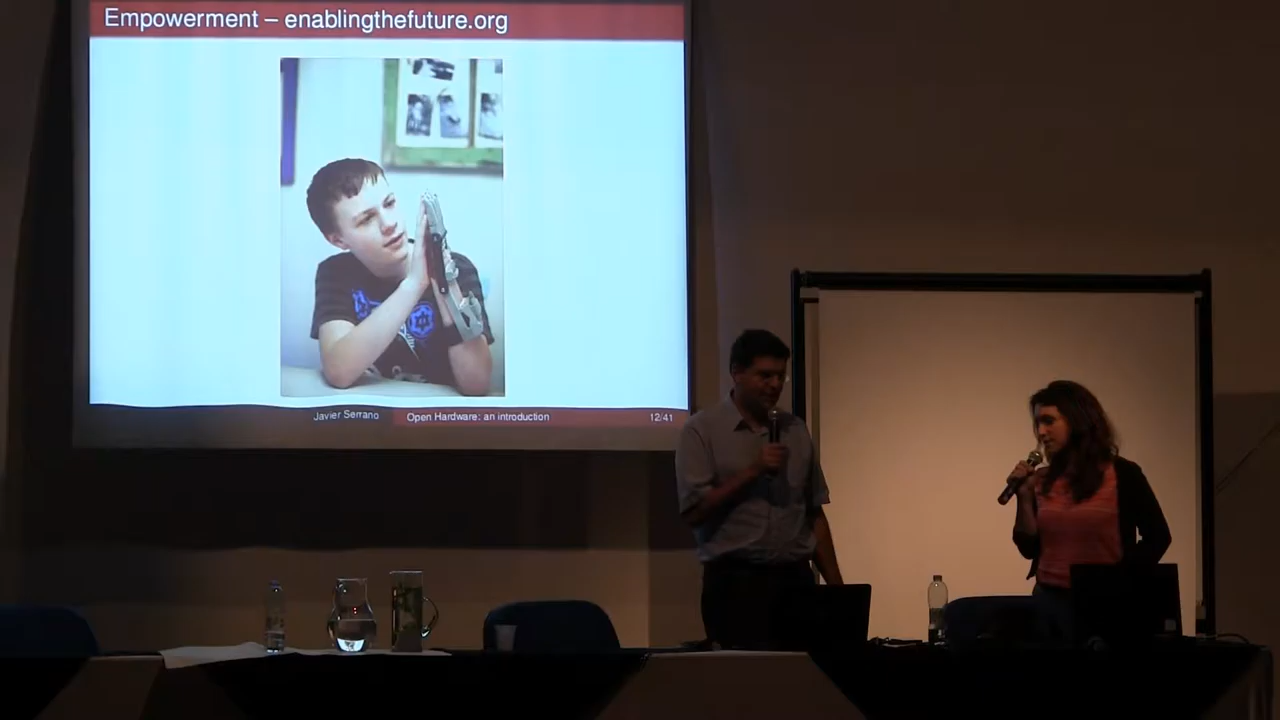 Empowerment – enablingthefuture.org
Javier Serrano
Open Hardware: an introduction
12/41